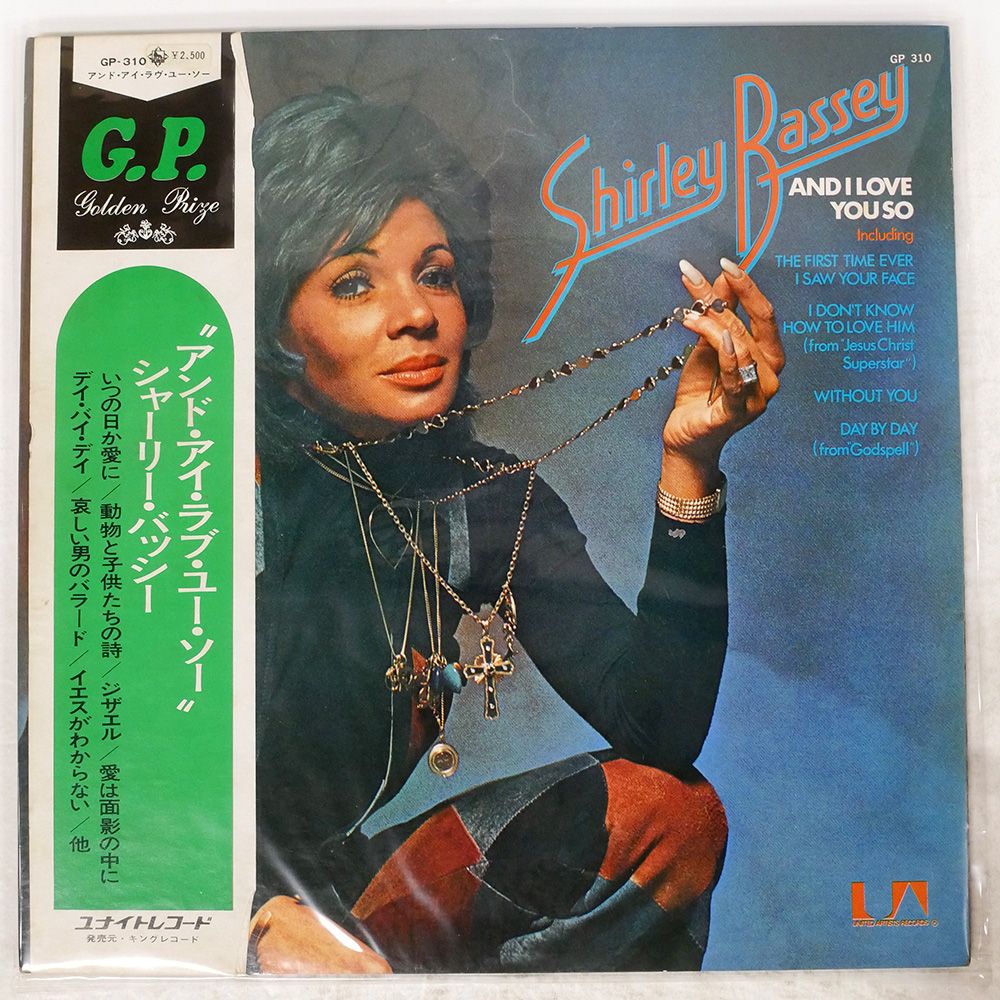 GP-310 ¥2,500
アンド・アイ・ラヴ・ユー・ソー
G.P.
Golden Prize
"アンド・アイ・ラブ・ユー・ソー"
シャーリー・バッシー
いつの日か愛に／動物と子供たちの詩／ジザエル／愛は面影の中に
デイ・バイ・デイ／哀しい男のバラード／イエスがわからない／他
ユナイトレコード
発売元・キングレコード
GP 310
Shirley Bassey
AND I LOVE
YOU SO
Including
THE FIRST TIME EVER
I SAW YOUR FACE
I DON'T KNOW
HOW TO LOVE HIM
(from "Jesus Christ
Superstar")
WITHOUT YOU
DAY BY DAY
(from "Godspell")
UA
UNITED ARTISTS RECORDS